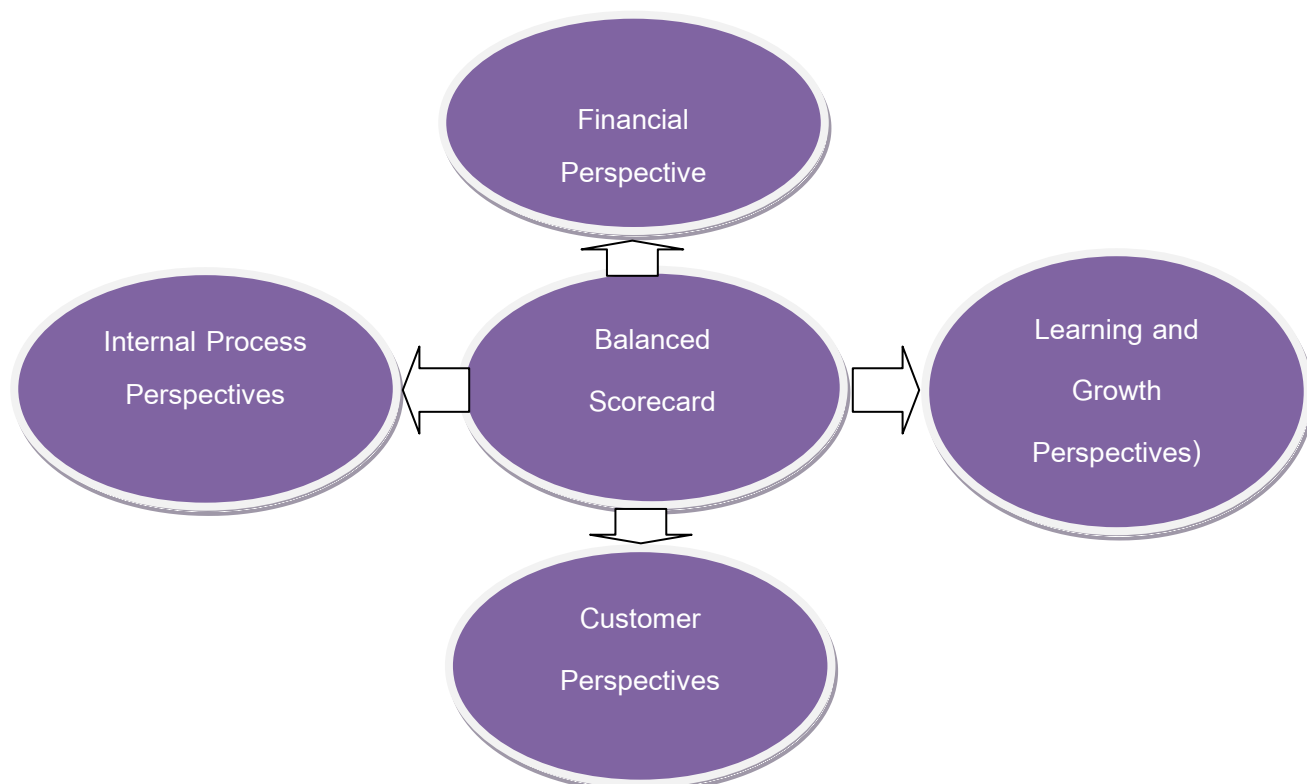 Financial
Perspective
Internal Process
Perspectives
Balanced
Scorecard
Learning and
Growth
Perspectives)
Customer
Perspectives